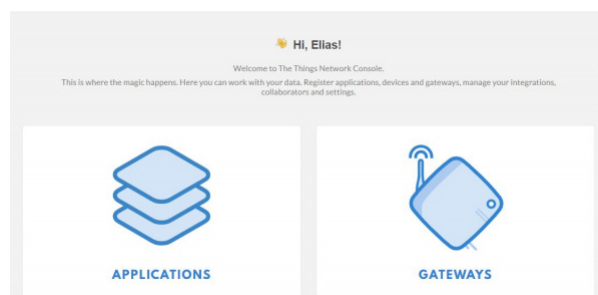 👋 Hi, Elias!
Welcome to The Things Network Console.
This is where the magic happens. Here you can work with your data. Register applications, devices and gateways, manage your integrations,
collaborators and settings.
APPLICATIONS
GATEWAYS